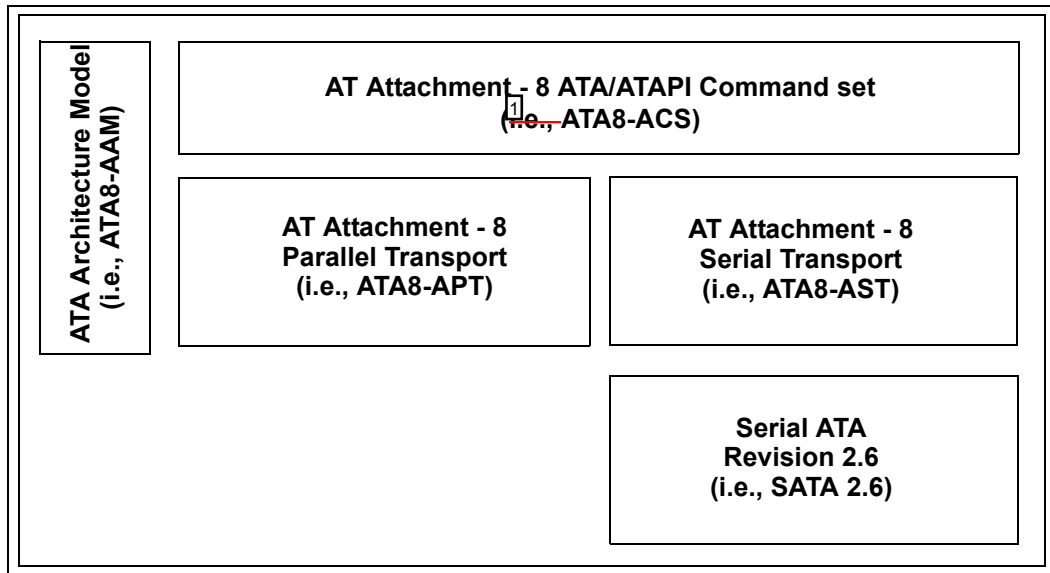 ATA Architecture Model
(i.e., ATA8-AAM)
AT Attachment - 8 ATA/ATAPI Command set
1
(i.e., ATA8-ACS)
AT Attachment - 8
Parallel Transport
(i.e., ATA8-APT)
AT Attachment - 8
Serial Transport
(i.e., ATA8-AST)
Serial ATA
Revision 2.6
(i.e., SATA 2.6)